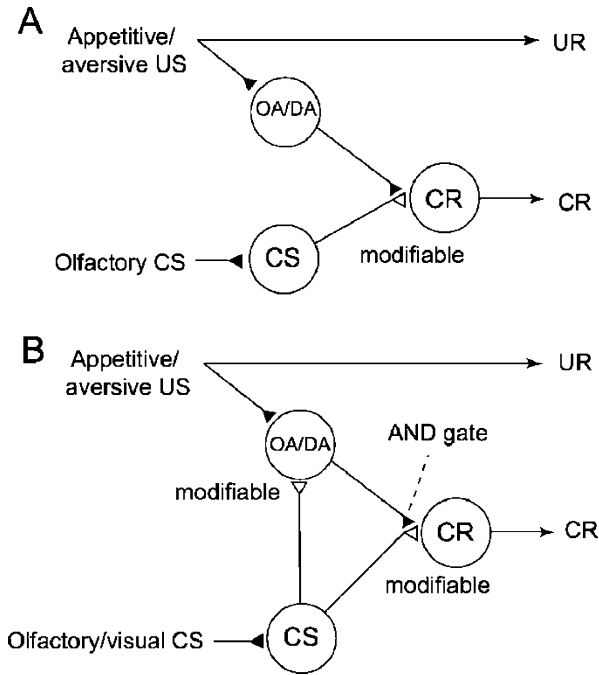 A
Appetitive/
aversive US
UR
OA/DA
CR
CR
Olfactory CS
CS
modifiable
B
Appetitive/
aversive US
UR
OA/DA
AND gate
modifiable
CR
CR
modifiable
Olfactory/visual CS
CS